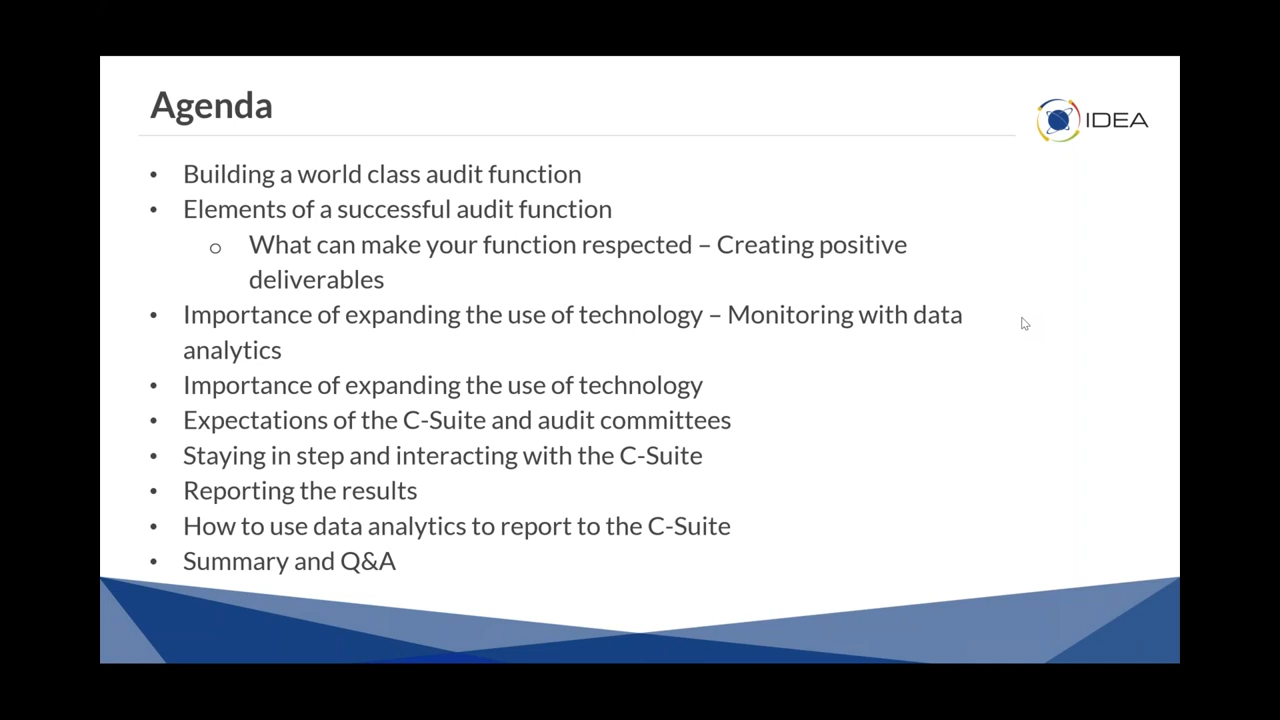 Agenda
IDEA
• Building a world class audit function
• Elements of a successful audit function
o What can make your function respected – Creating positive
deliverables
• Importance of expanding the use of technology – Monitoring with data
analytics
• Importance of expanding the use of technology
• Expectations of the C-Suite and audit committees
• Staying in step and interacting with the C-Suite
• Reporting the results
• How to use data analytics to report to the C-Suite
• Summary and Q&A